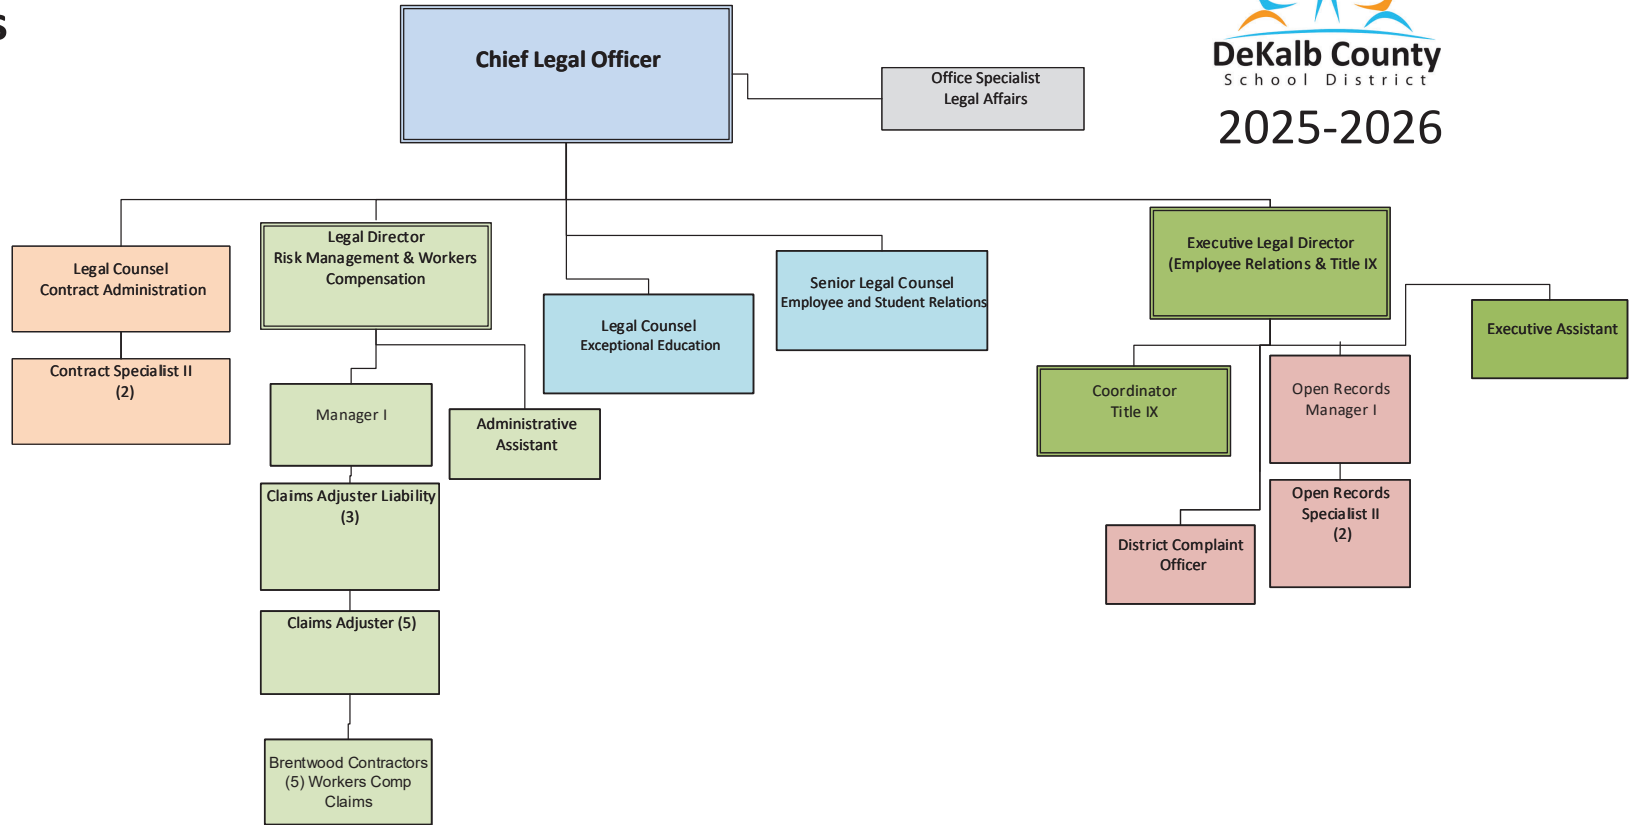 s
Chief Legal Officer
Office Specialist
Legal Affairs
DeKalb County
School District
2025-2026
Legal Counsel
Contract Administration
Contract Specialist II
(2)
Legal Director
Risk Management & Workers
Compensation
Manager I
Administrative
Assistant
Claims Adjuster Liability
(3)
Claims Adjuster (5)
Brentwood Contractors
(5) Workers Comp
Claims
Legal Counsel
Exceptional Education
Senior Legal Counsel
Employee and Student Relations
Executive Legal Director
(Employee Relations & Title IX
Executive Assistant
Coordinator
Title IX
Open Records
Manager I
Open Records
Specialist II
(2)
District Complaint
Officer